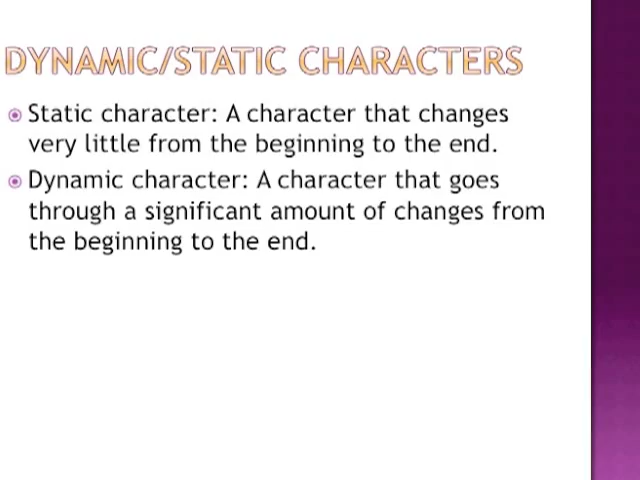 DYNAMIC/STATIC CHARACTERS
Static character: A character that changes
very little from the beginning to the end.
Dynamic character: A character that goes
through a significant amount of changes from
the beginning to the end.